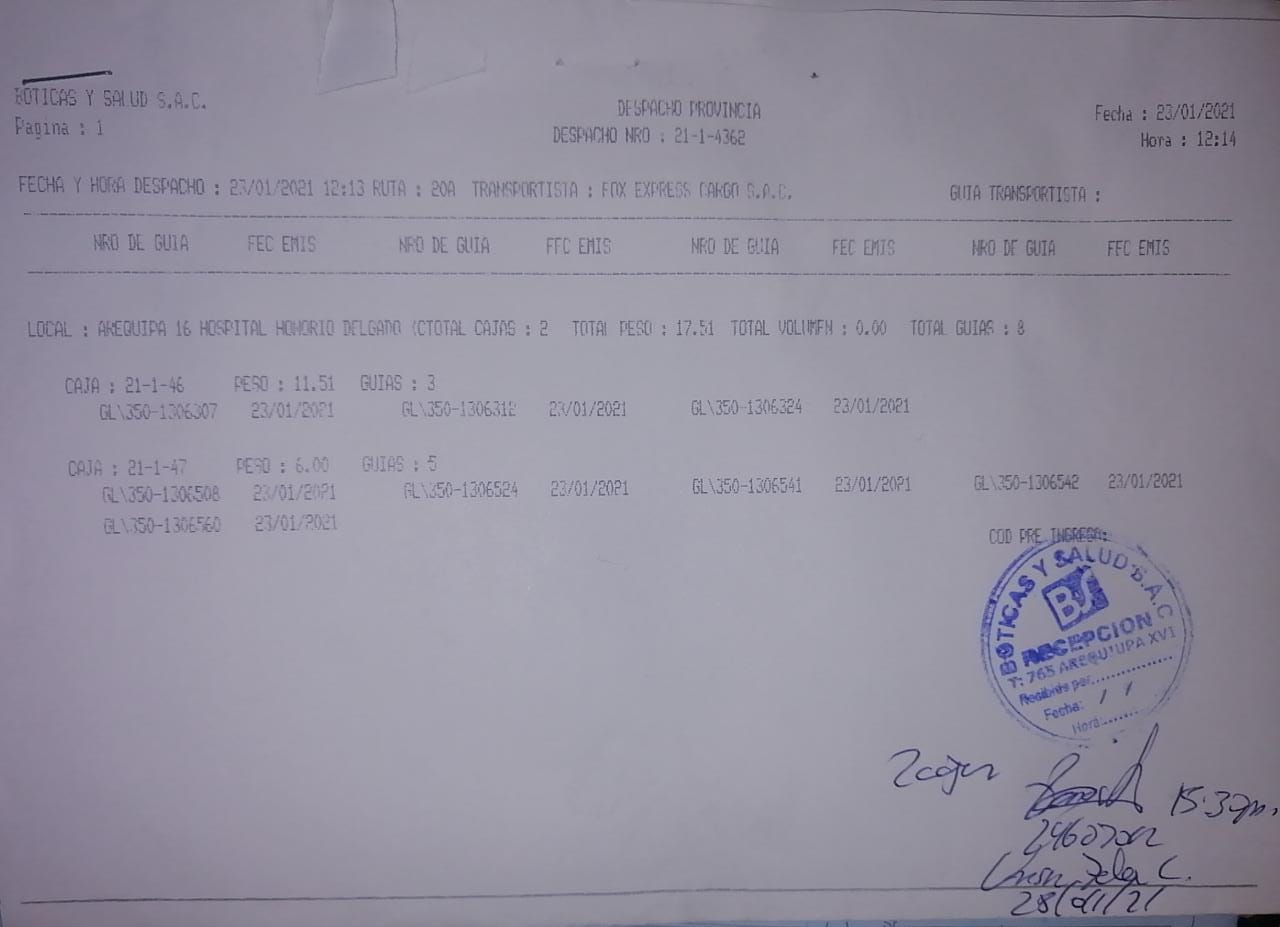 BOTICAS Y SALUD S.A.C.
Pagina : 1
DESPACHO PROVINCIA
DESPACHO NRO : 21-1-4362
Fecha : 23/01/2021
Hora : 12:14
FECHA Y HORA DESPACHO : 23/01/2021 12:13 RUTA : 20A TRANSPORTISTA : FOX EXPRESS CARGO S.A.C. GUIA TRANSPORTISTA :
NRO DE GUIA FEC EMIS NRO DE GUIA FEC EMIS NRO DE GUIA FEC EMIS NRO DE GUIA FEC EMIS
LOCAL : AREQUIPA 16 HOSPITAL HONORIO DELGADO (CTOTAL CAJAS : 2 TOTAL PESO : 17.51 TOTAL VOLUMEN : 0.00 TOTAL GUIAS : 8
CAJA : 21-1-46 PESO : 11.51 GUIAS : 3
GL\350-1306307 23/01/2021 GL\350-1306312 23/01/2021 GL\350-1306324 23/01/2021
CAJA : 21-1-47 PESO : 6.00 GUIAS : 5
GL\350-1306508 23/01/2021 GL\350-1306524 23/01/2021 GL\350-1306541 23/01/2021 GL\350-1306542 23/01/2021
GL\350-1306560 23/01/2021
COD PRE INGRESO:
BOTICAS Y SALUD S.A.C
BS
RECEPCION
T: 765 AREQUIUPA XVI
Recibido por..............
Fecha: / /
Hora:.......
2 cajas
15:30pm.
28/01/21